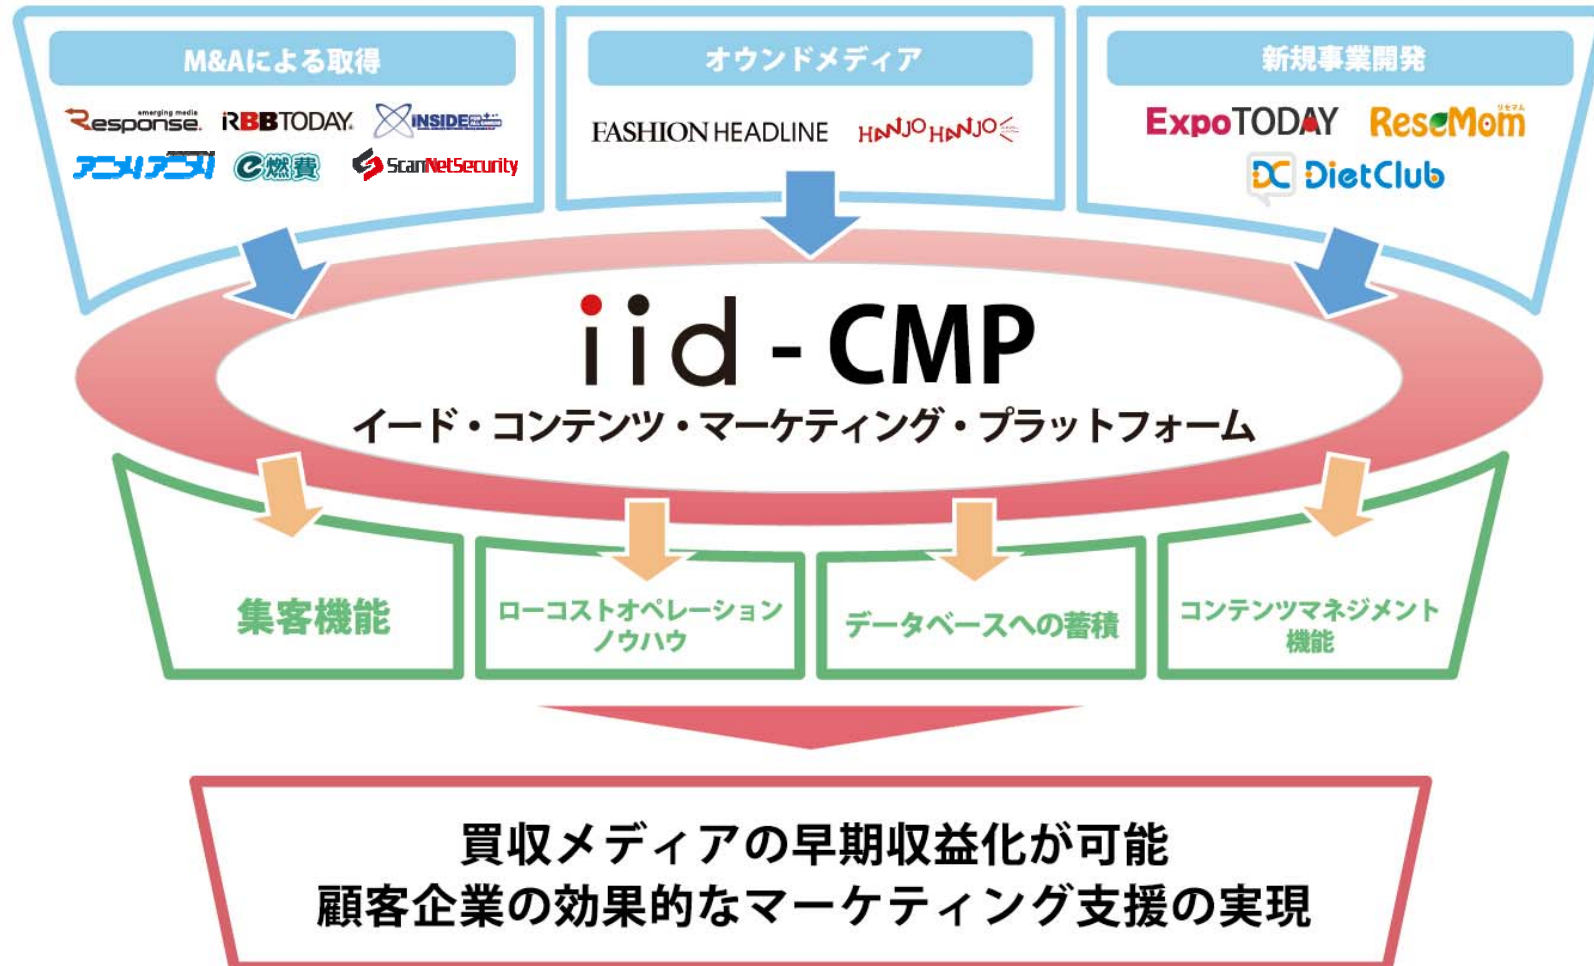 M&Aによる取得
emerging media
Response.
RBBTODAY.
INSIDE
アニメ!アニメ!
e燃費
ScanNetSecurity
オウンドメディア
FASHION HEADLINE
HANJO HANJO
新規事業開発
ExpoTODAY
リセマム
ReseMom
DC DietClub
iid - CMP
イード・コンテンツ・マーケティング・プラットフォーム
集客機能
ローコストオペレーション
ノウハウ
データベースへの蓄積
コンテンツマネジメント
機能
買収メディアの早期収益化が可能
顧客企業の効果的なマーケティング支援の実現